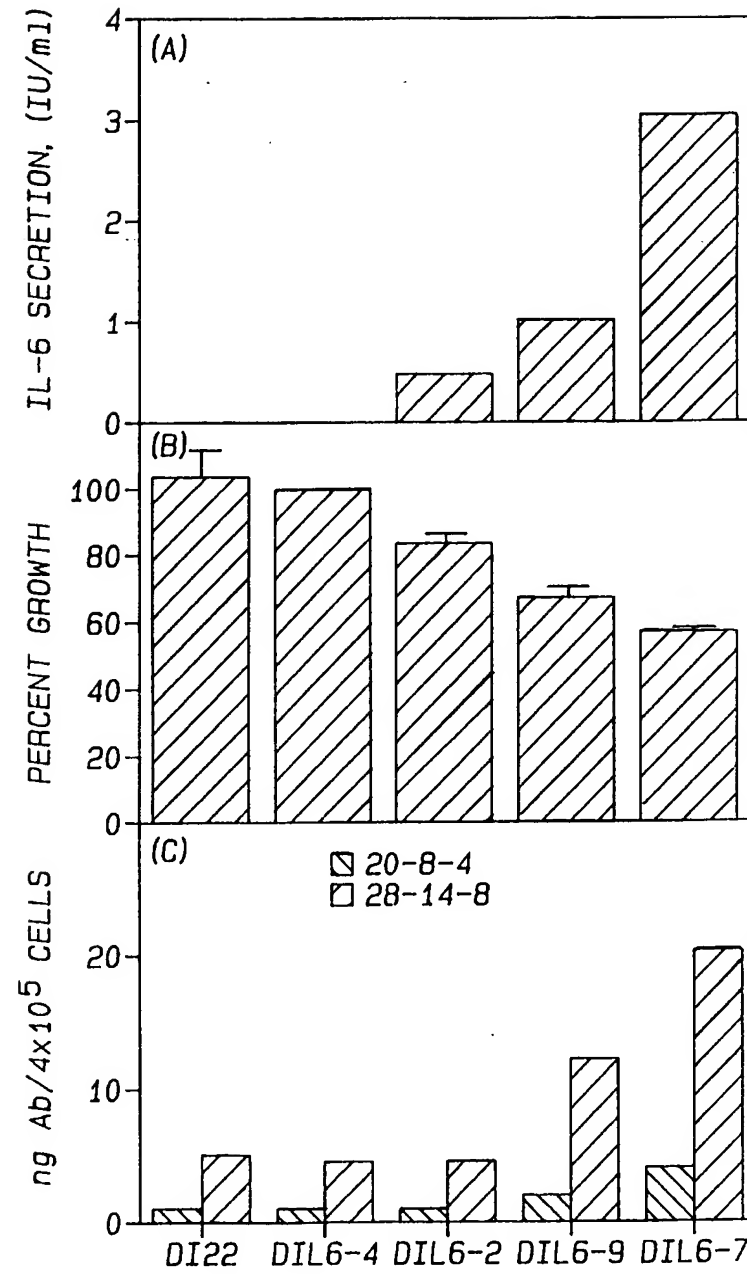 IL-6 SECRETION, (IU/ml)
(A)
4
3
2
1
0
PERCENT GROWTH
(B)
100
80
60
40
20
0
ng Ab/4x10⁵ CELLS
(C)
20-8-4
28-14-8
20
10
0
DI22 DIL6-4 DIL6-2 DIL6-9 DIL6-7